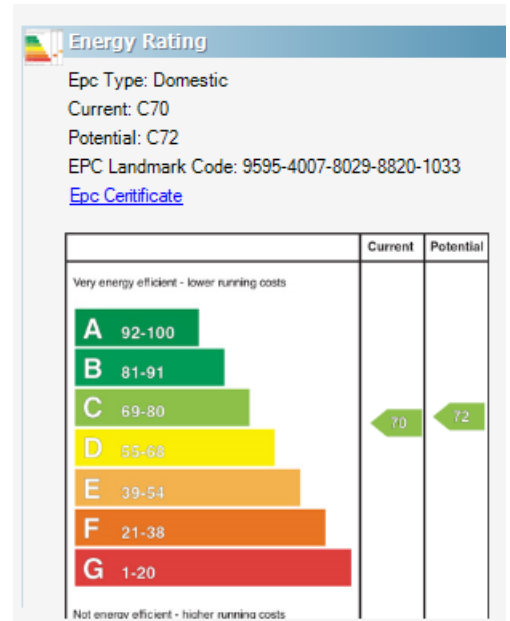 Energy Rating
Epc Type: Domestic
Current: C70
Potential: C72
EPC Landmark Code: 9595-4007-8029-8820-1033
Epc Ceritificate
Current Potential
Very energy efficient - lower running costs
A 92-100
B 81-91
C 69-80
70 72
D 55-68
E 39-54
F 21-38
G 1-20
Not energy efficient - higher running costs